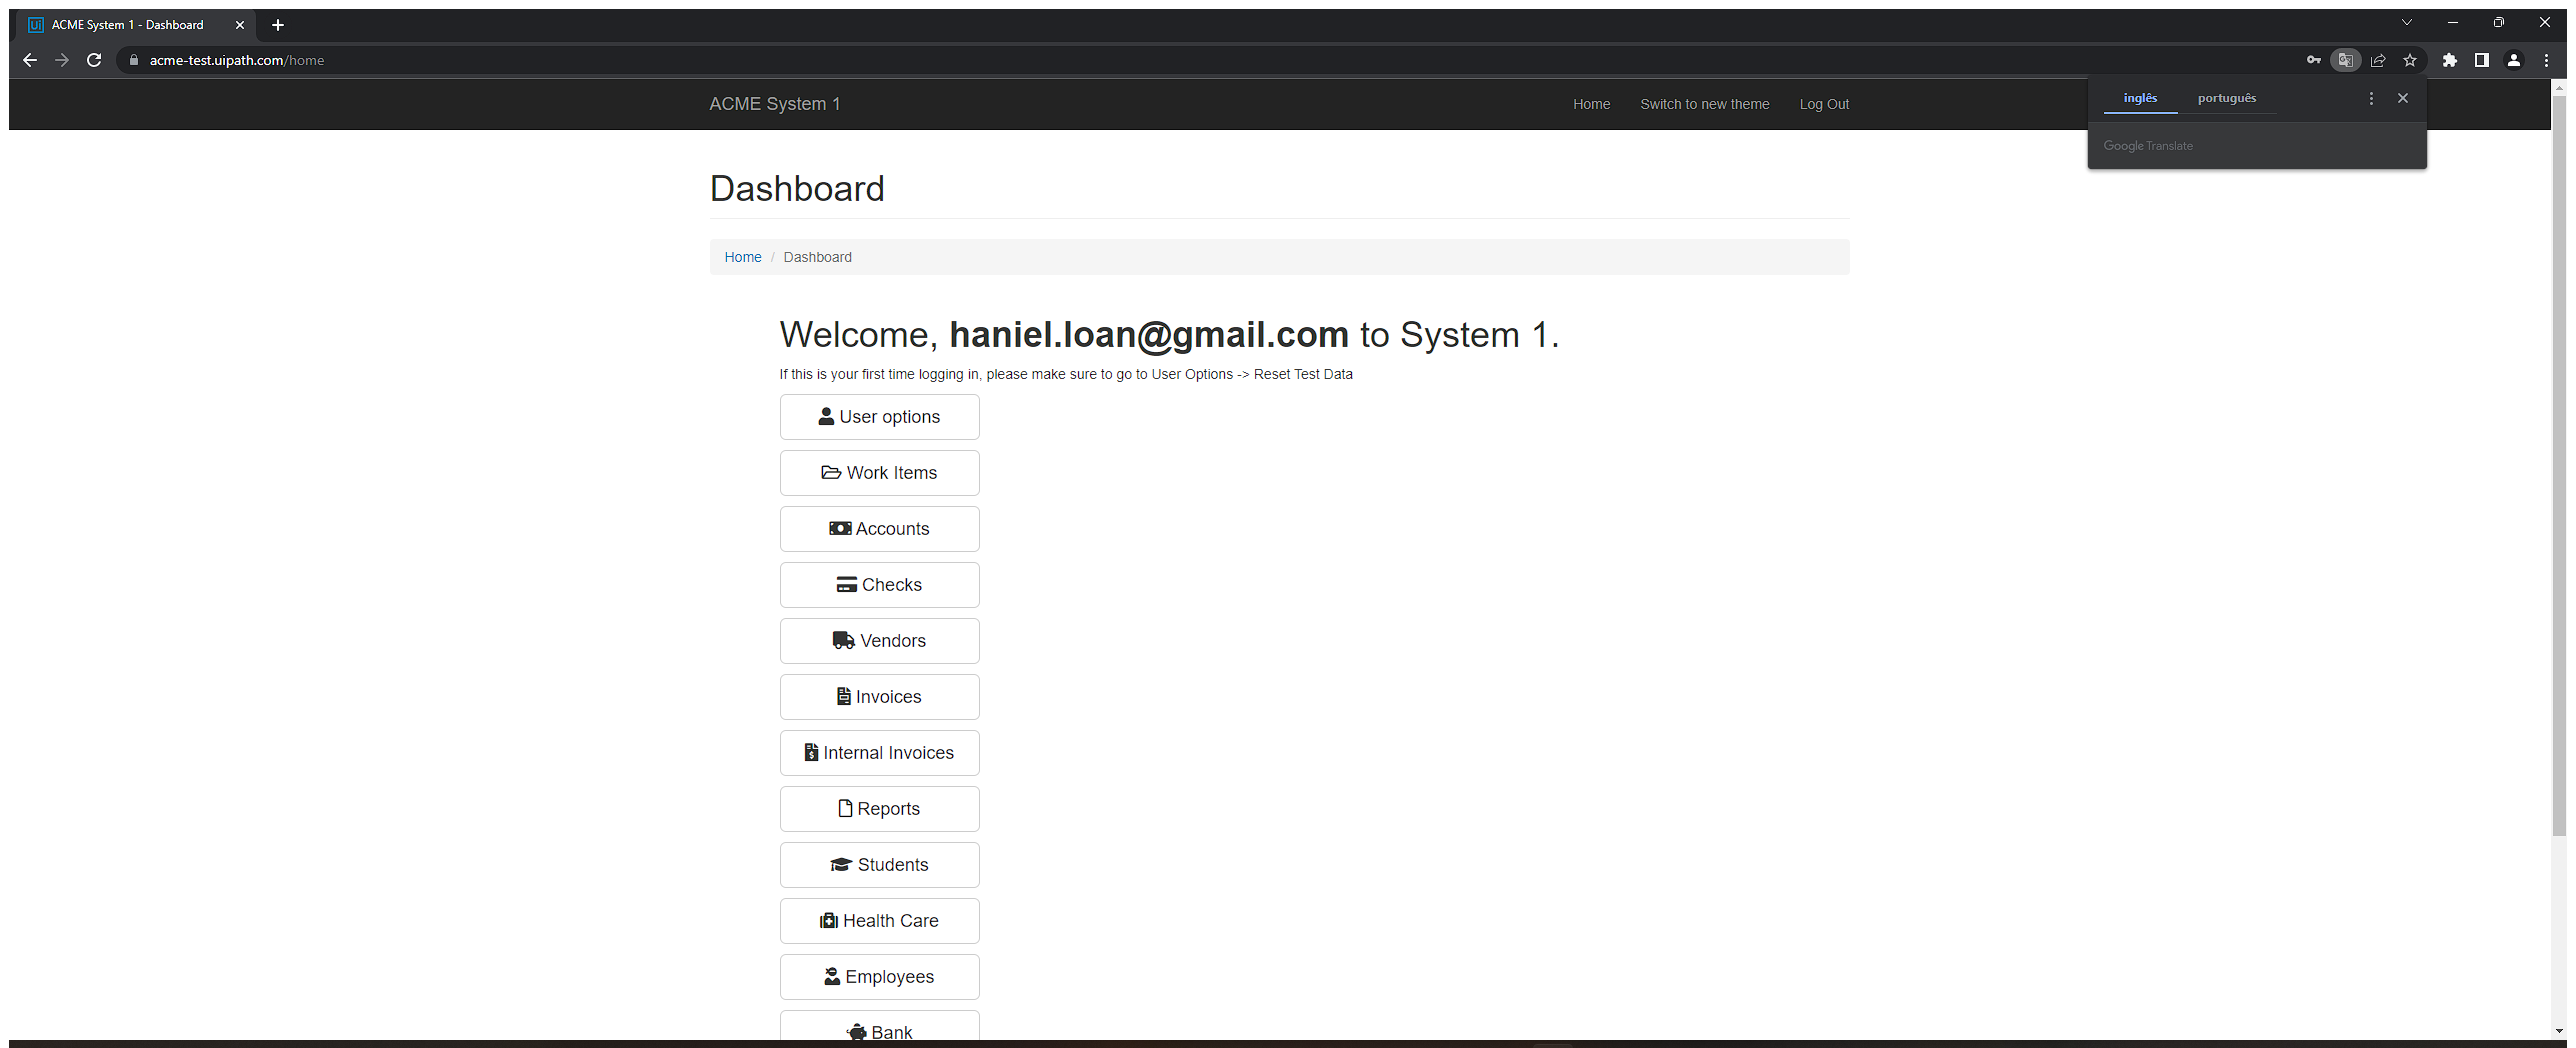 ACME System 1 - Dashboard
acme-test.uipath.com/home
ACME System 1
Home
Switch to new theme
Log Out
inglês
português
Google Translate
Dashboard
Home / Dashboard
Welcome, haniel.loan@gmail.com to System 1.
If this is your first time logging in, please make sure to go to User Options -> Reset Test Data
User options
Work Items
Accounts
Checks
Vendors
Invoices
Internal Invoices
Reports
Students
Health Care
Employees
Bank